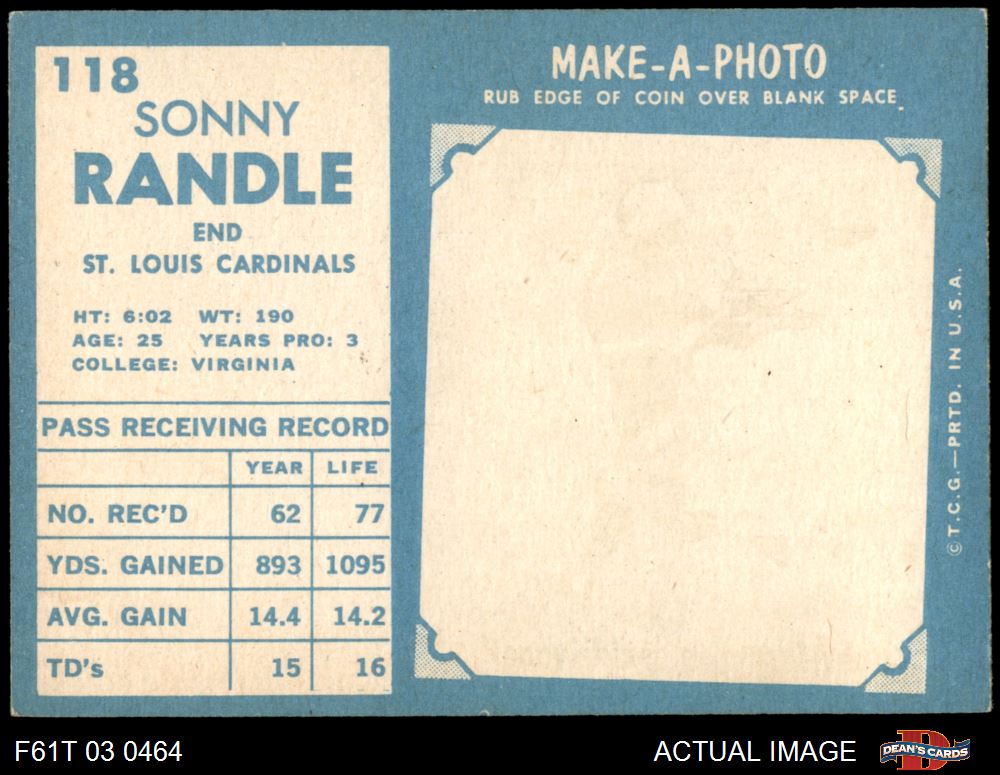 118
SONNY
RANDLE
END
ST. LOUIS CARDINALS
HT: 6:02 WT: 190
AGE: 25 YEARS PRO: 3
COLLEGE: VIRGINIA
PASS RECEIVING RECORD
YEAR LIFE
NO. REC'D 62 77
YDS. GAINED 893 1095
AVG. GAIN 14.4 14.2
TD's 15 16
MAKE-A-PHOTO
RUB EDGE OF COIN OVER BLANK SPACE.
© T.C.G.—PRTD. IN U.S.A.
F61T 03 0464
ACTUAL IMAGE
D
DEAN'S CARDS